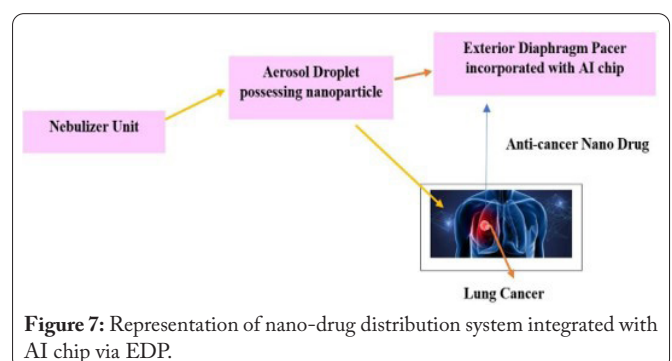 Exterior Diaphragm Pacer
incorporated with AI chip
Aerosol Droplet
possessing nanoparticle
Nebulizer Unit
Anti-cancer Nano Drug
Lung Cancer
Figure 7: Representation of nano-drug distribution system integrated with
AI chip via EDP.